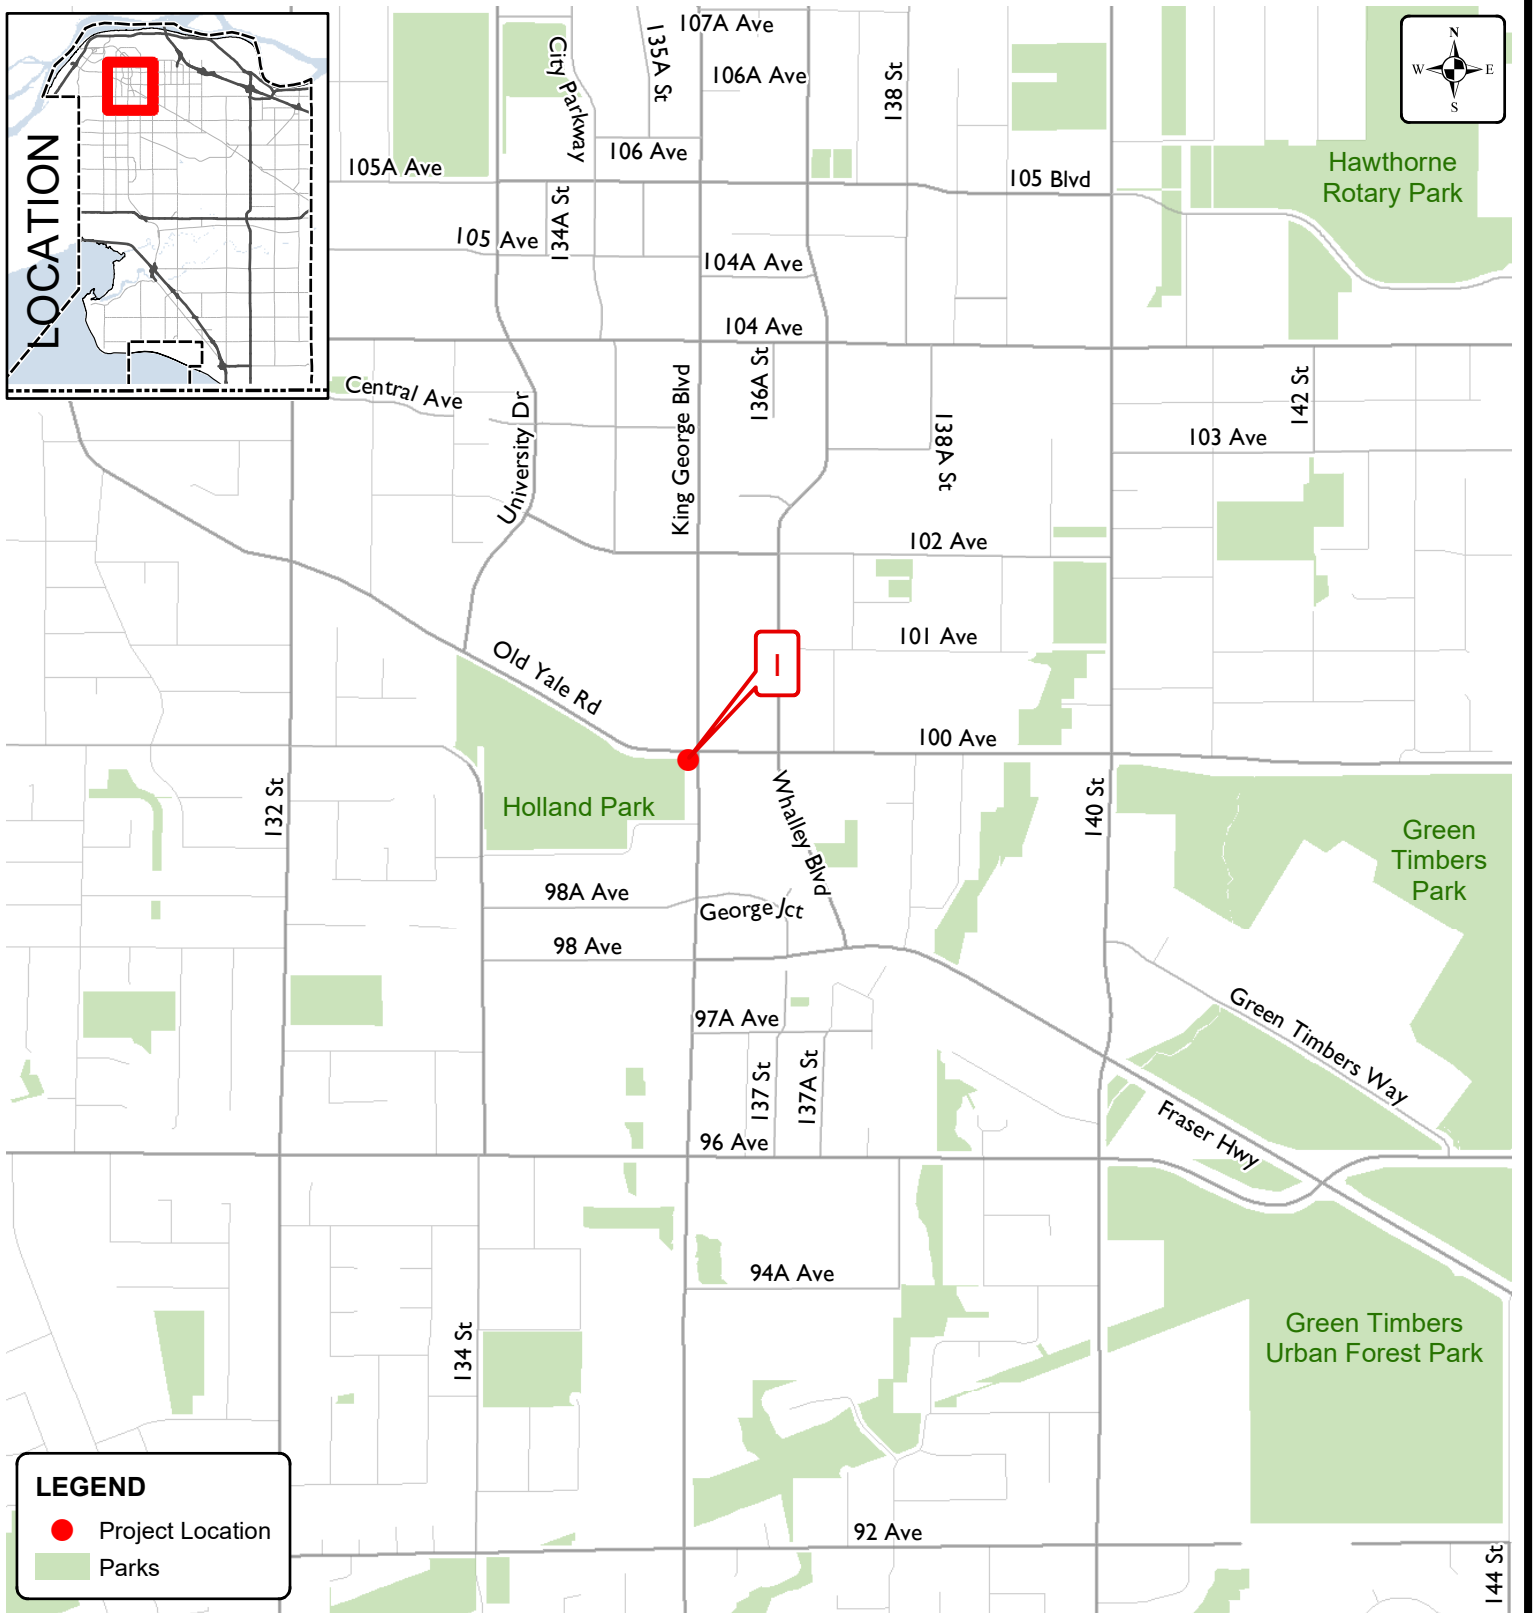 LOCATION
N
W E
S
107A Ave
135A St
City Parkway
106A Ave
138 St
106 Ave
105A Ave
105 Blvd
Hawthorne
Rotary Park
134A St
105 Ave
104A Ave
104 Ave
136A St
Central Ave
University Dr
King George Blvd
138A St
142 St
103 Ave
102 Ave
101 Ave
1
Old Yale Rd
100 Ave
132 St
Holland Park
Whalley Blvd
140 St
Green
Timbers
Park
98A Ave
George Jct
98 Ave
97A Ave
Green Timbers Way
137 St
137A St
96 Ave
Fraser Hwy
94A Ave
134 St
Green Timbers
Urban Forest Park
LEGEND
Project Location
Parks
92 Ave
144 St